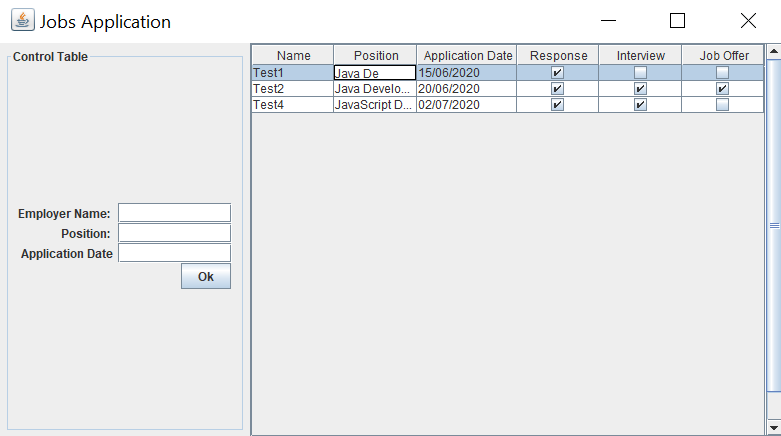 Jobs Application
Control Table
Employer Name:
Position:
Application Date
Ok
Name Position Application Date Response Interview Job Offer
Test1 Java De 15/06/2020
Test2 Java Develo... 20/06/2020
Test4 JavaScript D... 02/07/2020